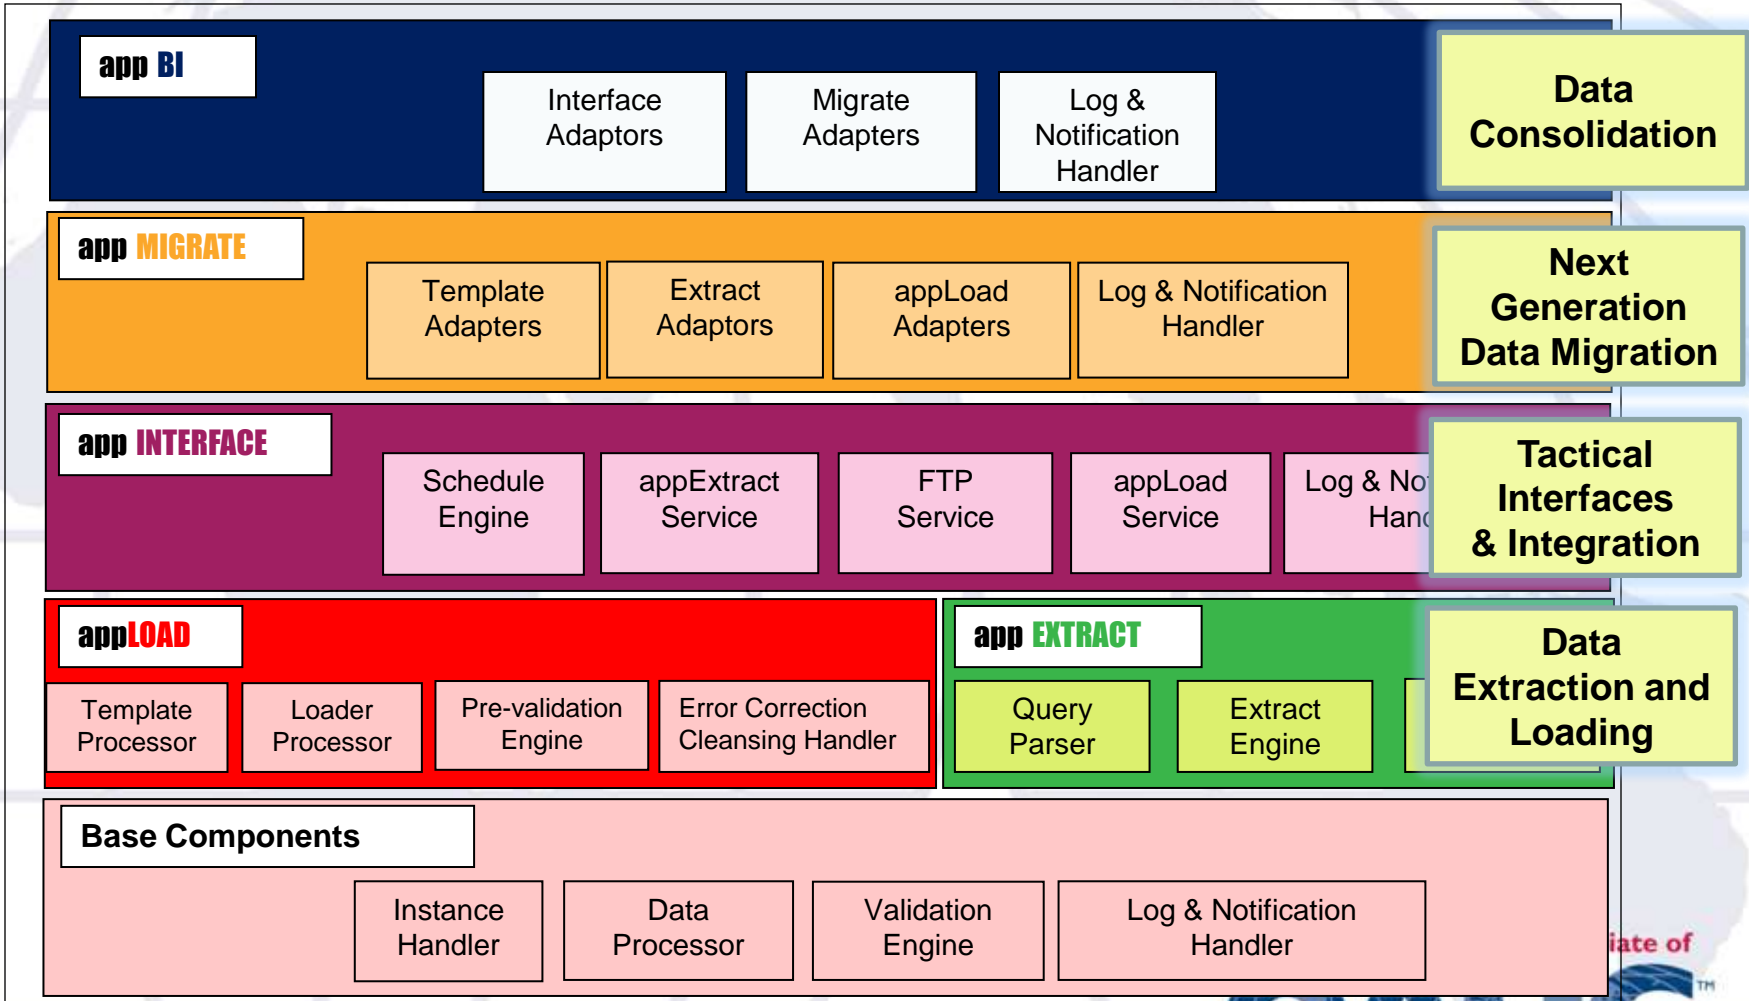 app BI
Interface
Adaptors
Migrate
Adapters
Log &
Notification
Handler
Data
Consolidation
app MIGRATE
Template
Adapters
Extract
Adaptors
appLoad
Adapters
Log & Notification
Handler
Next
Generation
Data Migration
app INTERFACE
Schedule
Engine
appExtract
Service
FTP
Service
appLoad
Service
Log &
Tactical
Interfaces
& Integration
appLOAD
Template
Processor
Loader
Processor
Pre-validation
Engine
Error Correction
Cleansing Handler
app EXTRACT
Query
Parser
Extract
Engine
Data
Extraction and
Loading
Base Components
Instance
Handler
Data
Processor
Validation
Engine
Log & Notification
Handler
of
TM